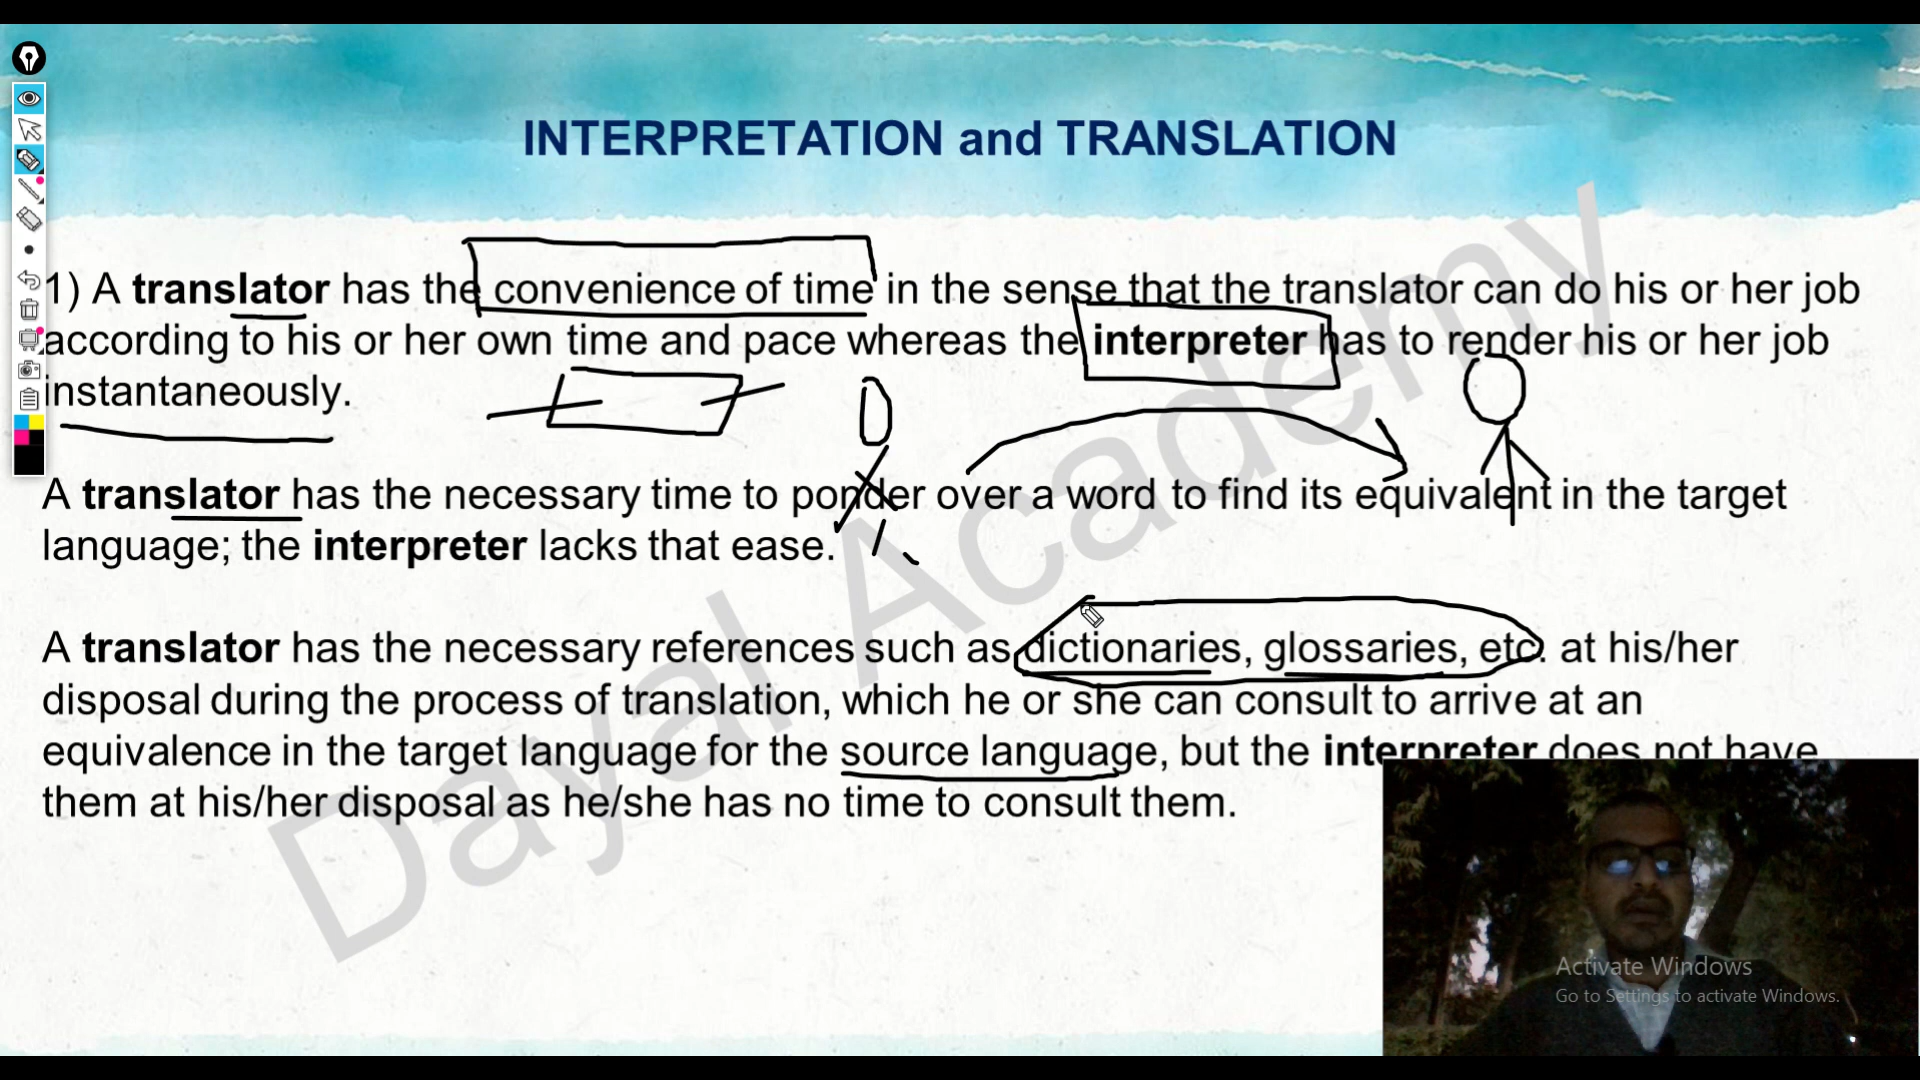 INTERPRETATION and TRANSLATION
1) A translator has the convenience of time in the sense that the translator can do his or her job
according to his or her own time and pace whereas the interpreter has to render his or her job
instantaneously.
A translator has the necessary time to ponder over a word to find its equivalent in the target
language; the interpreter lacks that ease.
A translator has the necessary references such as dictionaries, glossaries, etc. at his/her
disposal during the process of translation, which he or she can consult to arrive at an
equivalence in the target language for the source language, but the interpreter does not have
them at his/her disposal as he/she has no time to consult them.
Dayal Academy
Activate Windows
Go to Settings to activate Windows.